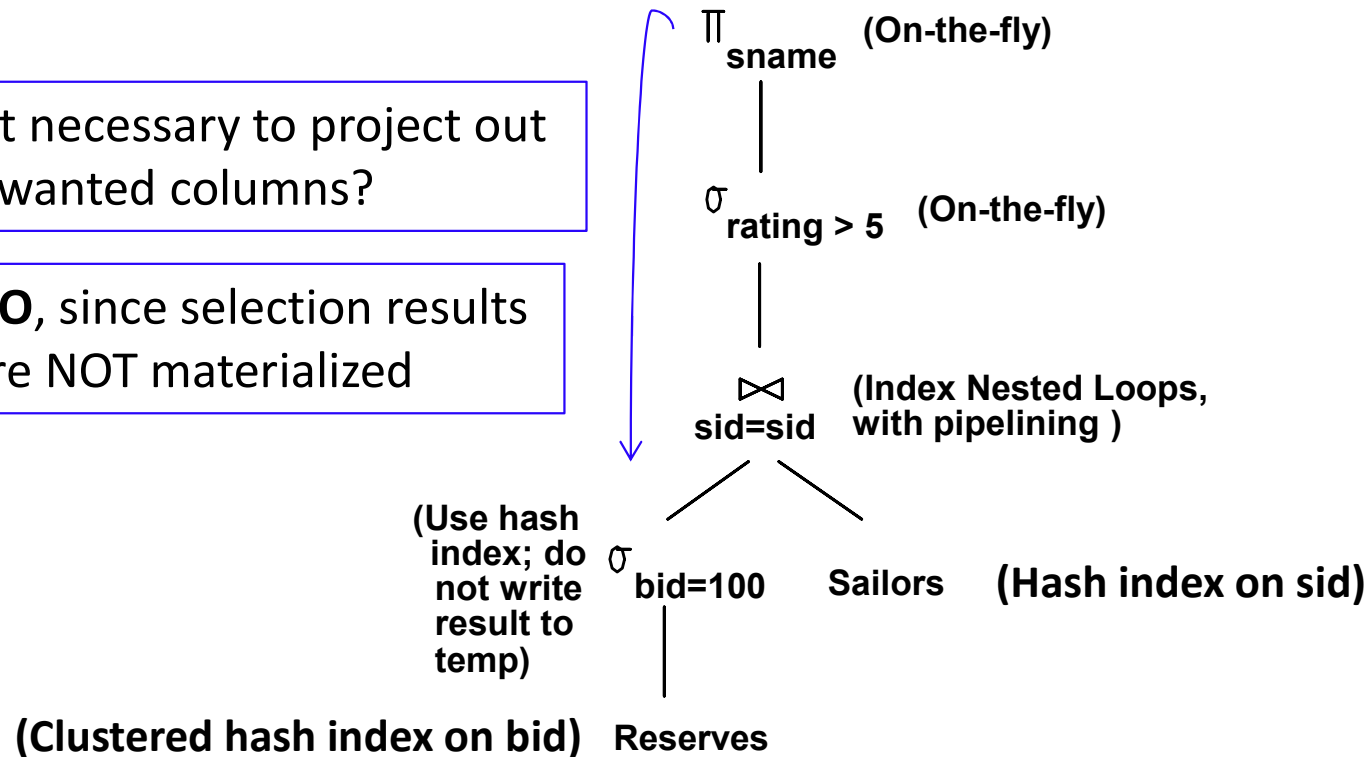 π
sname (On-the-fly)
t necessary to project out
wanted columns?
σ
rating > 5 (On-the-fly)
O, since selection results
re NOT materialized
⋈
sid=sid
(Index Nested Loops,
with pipelining )
(Use hash
index; do
not write
result to
temp)
σ
bid=100
Sailors
(Hash index on sid)
(Clustered hash index on bid)
Reserves